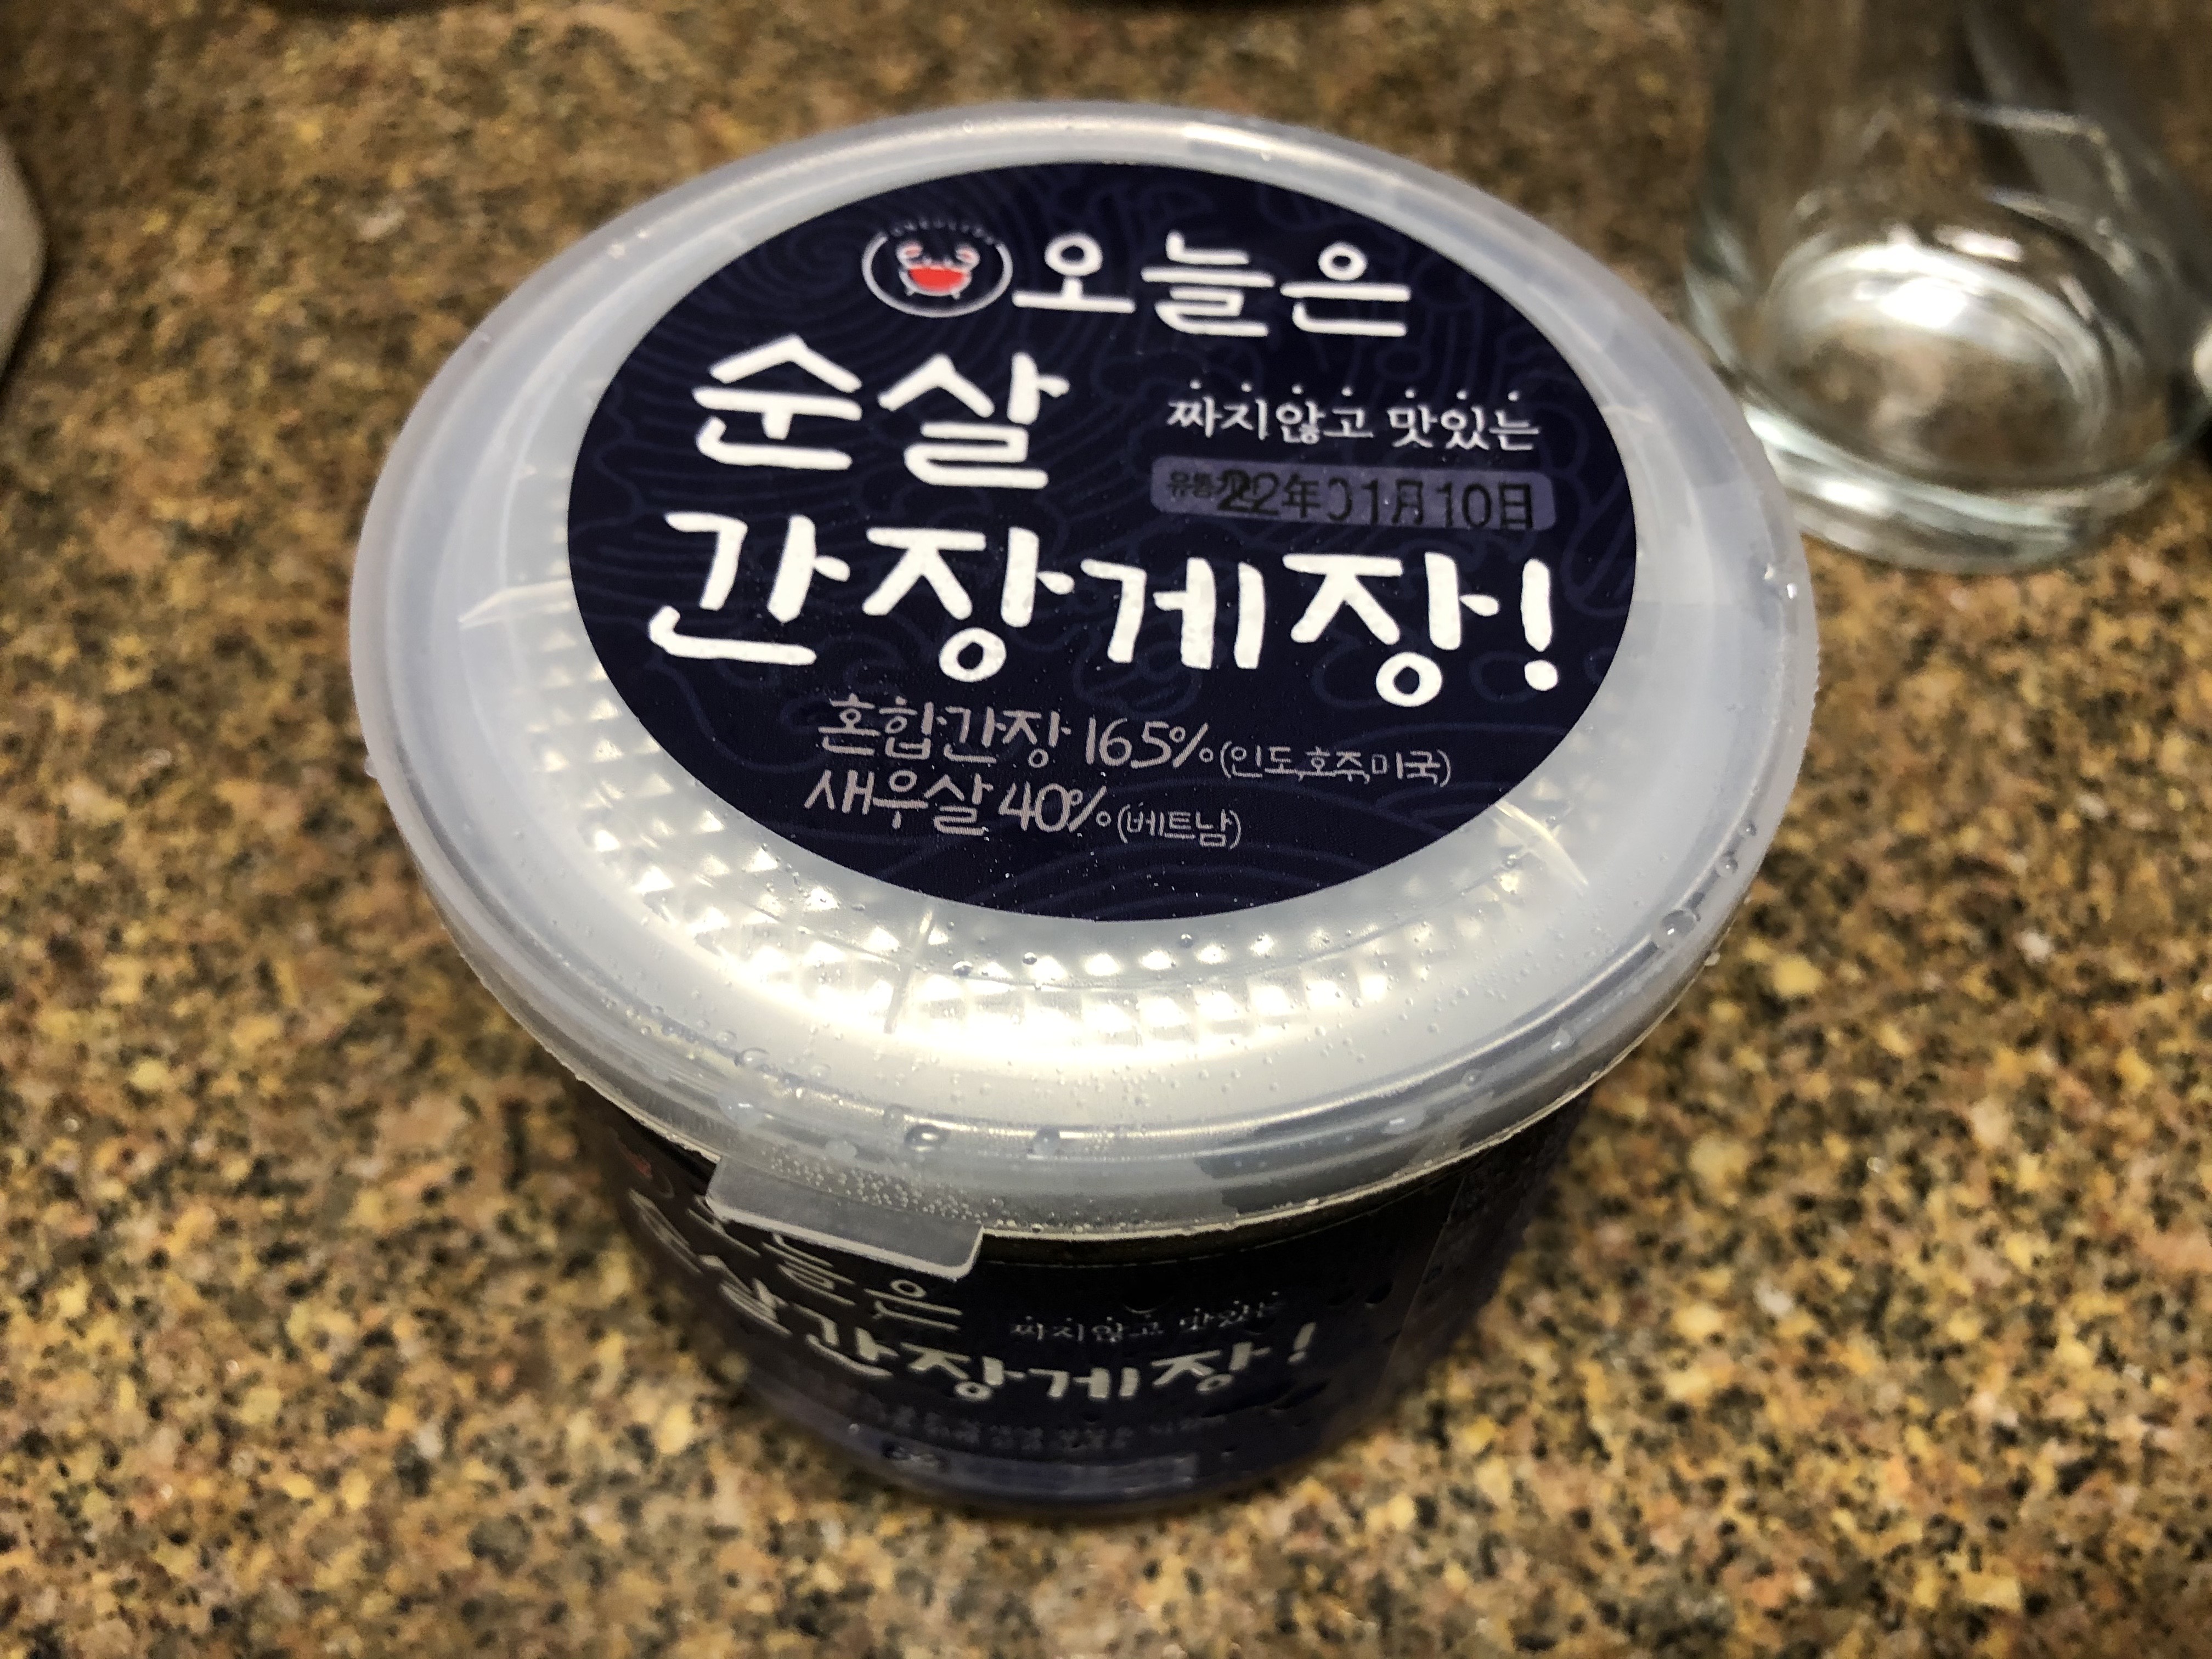 오늘은
순살
짜지않고 맛있는
22年01月10日
간장게장!
혼합간장 16.5%(인도,호주,미국)
새우살 40%(베트남)
오늘은
순살간장게장!
짜지않고 맛있는